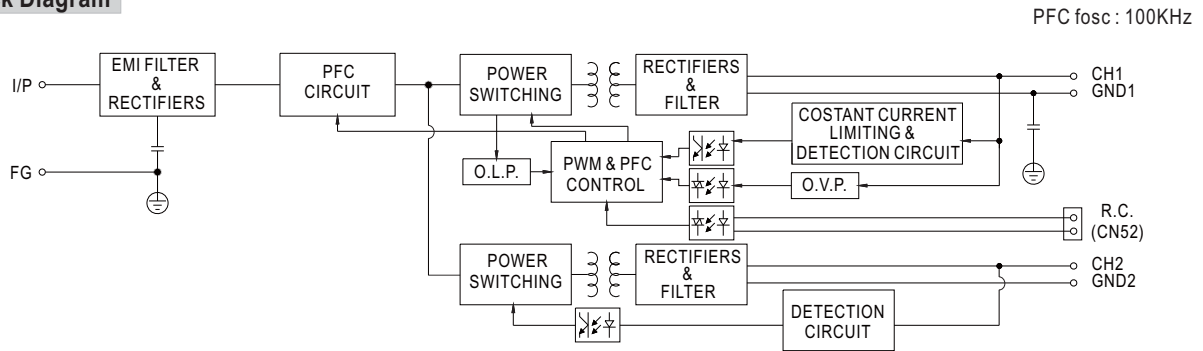 k Diagram
PFC fosc : 100KHz
I/P
EMI FILTER
&
RECTIFIERS
PFC
CIRCUIT
POWER
SWITCHING
RECTIFIERS
&
FILTER
CH1
GND1
COSTANT CURRENT
LIMITING &
DETECTION CIRCUIT
FG
O.L.P.
PWM & PFC
CONTROL
O.V.P.
R.C.
(CN52)
POWER
SWITCHING
RECTIFIERS
&
FILTER
CH2
GND2
DETECTION
CIRCUIT